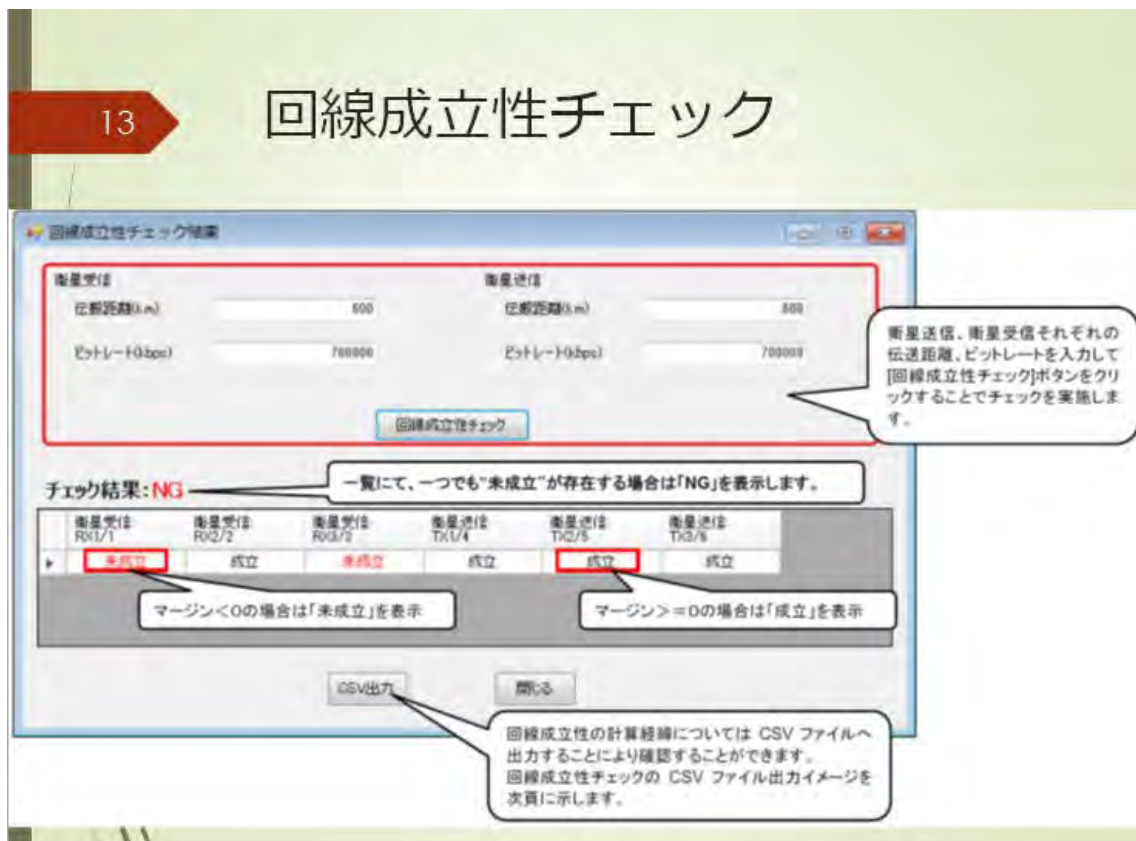 13
回線成立性チェック
回線成立性チェック結果
衛星受信
衛星送信
伝搬距離(km)
600
伝搬距離(km)
800
ビットレート(kbps)
700000
ビットレート(kbps)
700000
回線成立性チェック
衛星送信、衛星受信それぞれの
伝送距離、ビットレートを入力して
[回線成立性チェック]ボタンをクリ
ックすることでチェックを実施しま
す。
チェック結果:NG
一覧にて、一つでも"未成立"が存在する場合は「NG」を表示します。
衛星受信 衛星受信 衛星受信 衛星送信 衛星送信 衛星送信
RX1/1 RX2/2 RX3/3 TX1/4 TX2/5 TX3/6
未成立 成立 未成立 成立 成立 成立
マージン<0の場合は「未成立」を表示
マージン>=0の場合は「成立」を表示
CSV出力
閉じる
回線成立性の計算経緯については CSV ファイルへ
出力することにより確認することができます。
回線成立性チェックの CSV ファイル出力イメージを
次頁に示します。